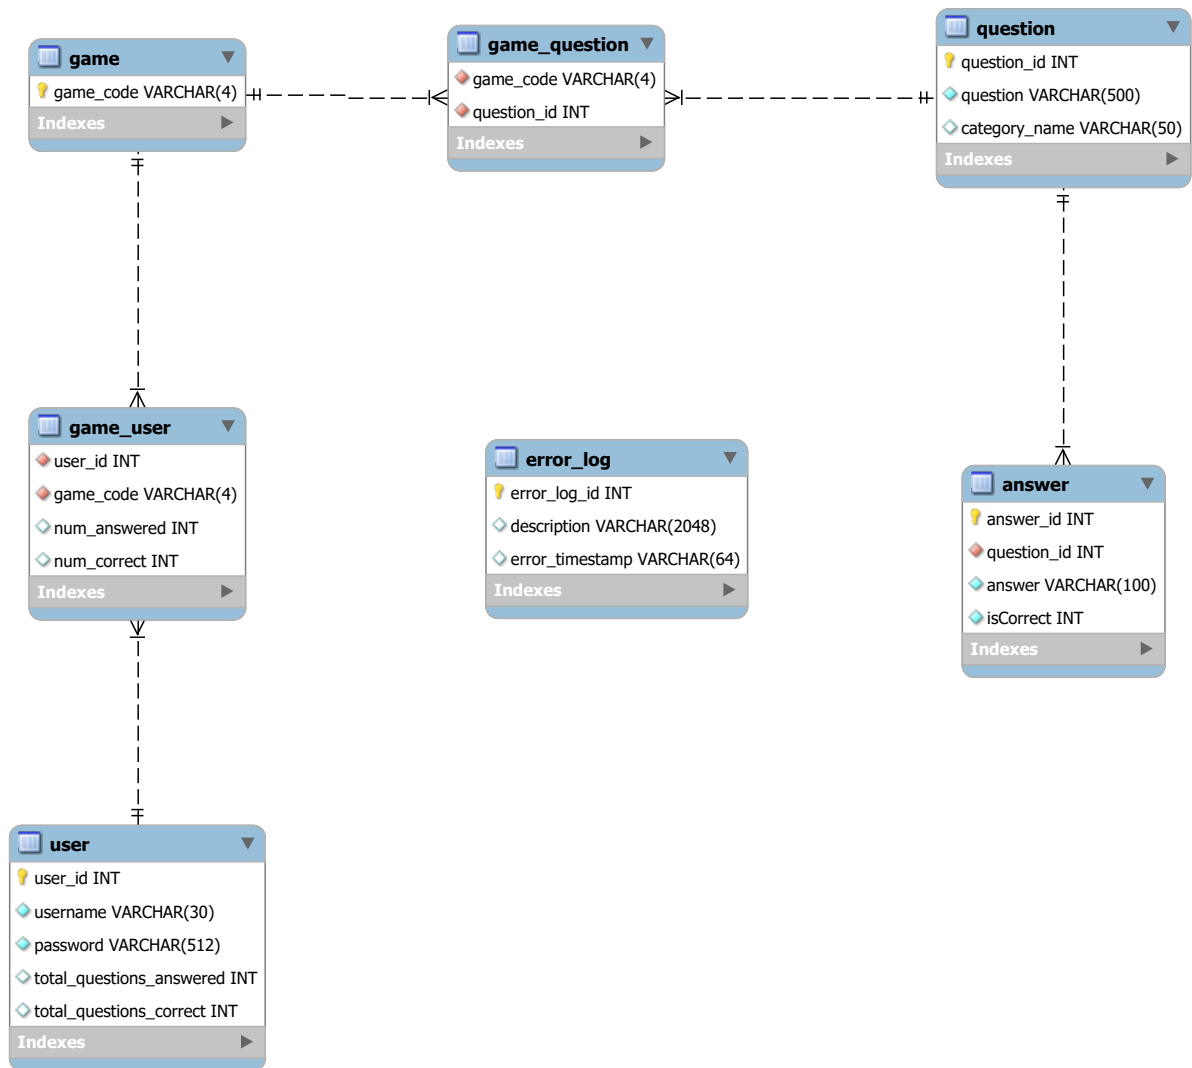 game
game_code VARCHAR(4)
Indexes
game_question
game_code VARCHAR(4)
question_id INT
Indexes
question
question_id INT
question VARCHAR(500)
category_name VARCHAR(50)
Indexes
game_user
user_id INT
game_code VARCHAR(4)
num_answered INT
num_correct INT
Indexes
error_log
error_log_id INT
description VARCHAR(2048)
error_timestamp VARCHAR(64)
Indexes
answer
answer_id INT
question_id INT
answer VARCHAR(100)
isCorrect INT
Indexes
user
user_id INT
username VARCHAR(30)
password VARCHAR(512)
total_questions_answered INT
total_questions_correct INT
Indexes